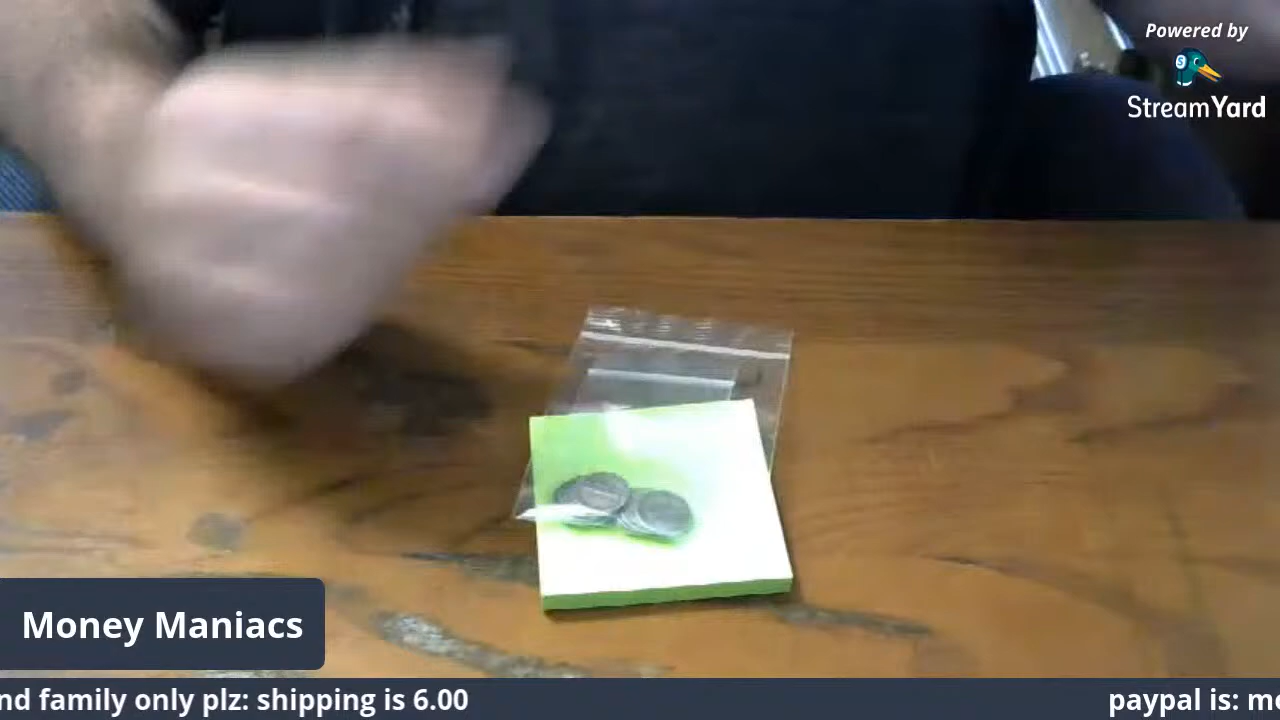 Powered by
StreamYard
Money Maniacs
nd family only plz: shipping is 6.00
paypal is: m